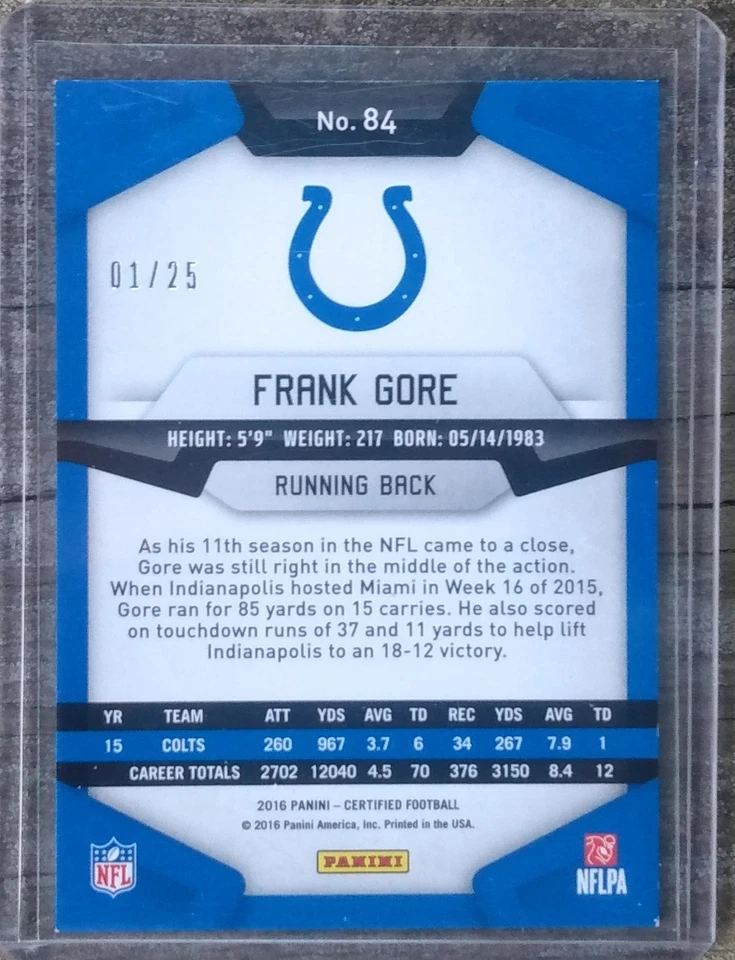 No. 84
01/25
FRANK GORE
HEIGHT: 5'9" WEIGHT: 217 BORN: 05/14/1983
RUNNING BACK
As his 11th season in the NFL came to a close,
Gore was still right in the middle of the action.
When Indianapolis hosted Miami in Week 16 of 2015,
Gore ran for 85 yards on 15 carries. He also scored
on touchdown runs of 37 and 11 yards to help lift
Indianapolis to an 18-12 victory.
YR TEAM ATT YDS AVG TD REC YDS AVG TD
15 COLTS 260 967 3.7 6 34 267 7.9 1
CAREER TOTALS 2702 12040 4.5 70 376 3150 8.4 12
2016 PANINI – CERTIFIED FOOTBALL
© 2016 Panini America, Inc. Printed in the USA.
NFL
PANINI
NFLPA